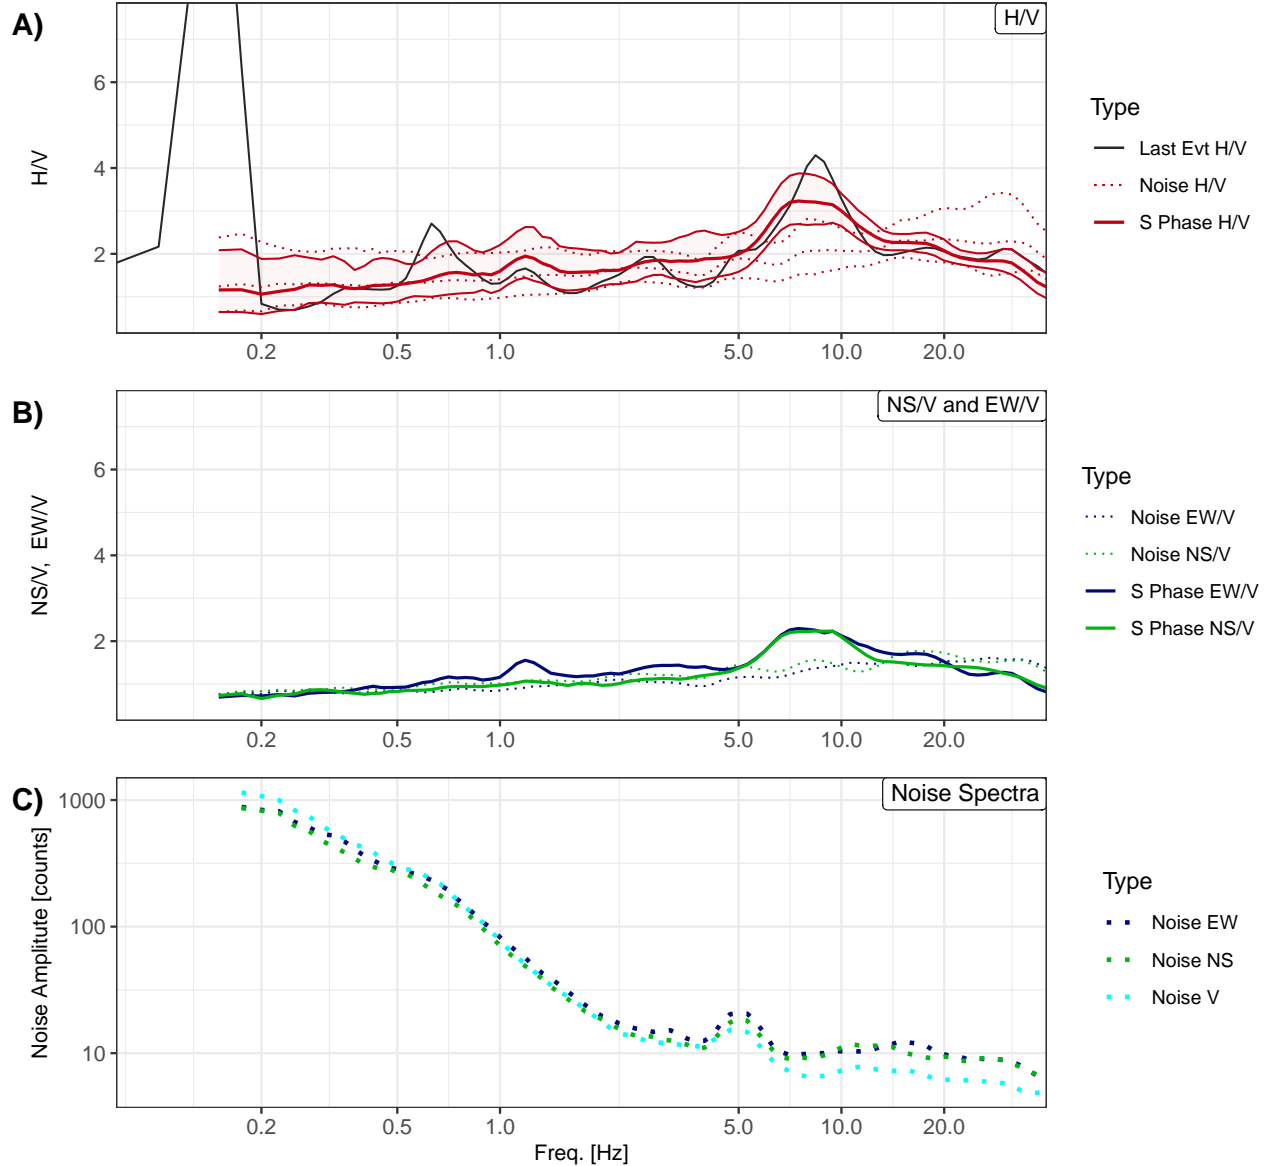 A)
H/V
6
4
2
H/V
0.2 0.5 1.0 5.0 10.0 20.0
Type
Last Evt H/V
Noise H/V
S Phase H/V
B)
NS/V and EW/V
6
4
2
NS/V, EW/V
0.2 0.5 1.0 5.0 10.0 20.0
Type
Noise EW/V
Noise NS/V
S Phase EW/V
S Phase NS/V
C)
Noise Spectra
1000
100
10
Noise Amplitute [counts]
0.2 0.5 1.0 5.0 10.0 20.0
Freq. [Hz]
Type
Noise EW
Noise NS
Noise V